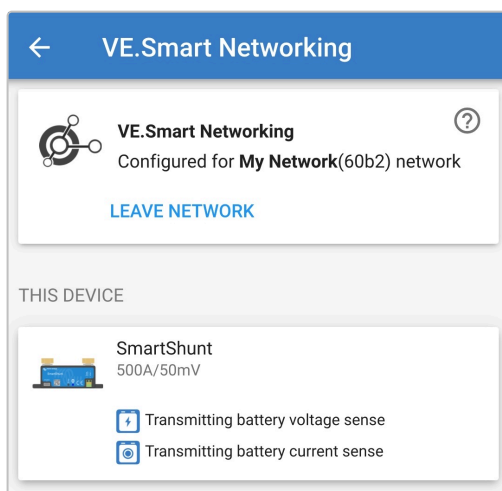 VE.Smart Networking
VE.Smart Networking
Configured for My Network(60b2) network
LEAVE NETWORK
THIS DEVICE
SmartShunt
500A/50mV
Transmitting battery voltage sense
Transmitting battery current sense